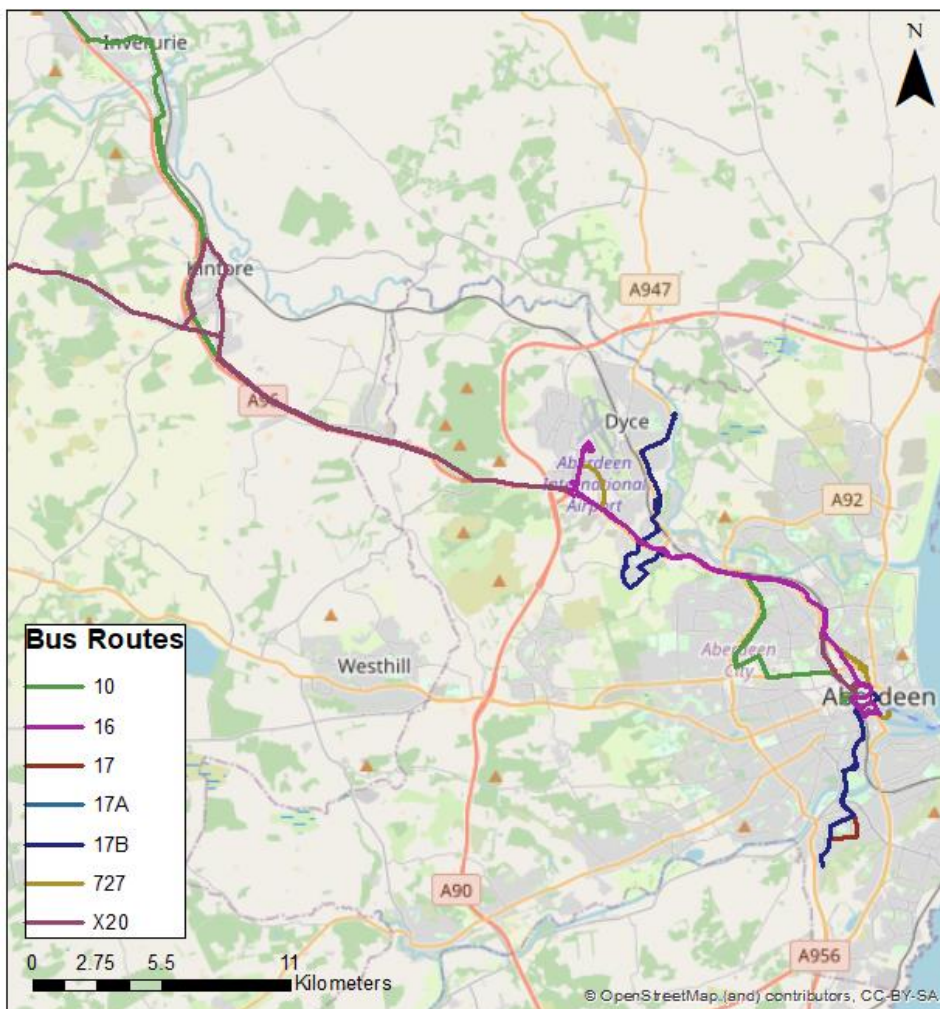 Inverurie
N
Kintore
A947
A96
Dyce
Aberdeen
International
Airport
A92
Bus Routes
10
16
17
17A
17B
727
X20
Westhill
Aberdeen
City
Aberdeen
A90
A956
0 2.75 5.5 11
Kilometers
© OpenStreetMap (and) contributors, CC-BY-SA